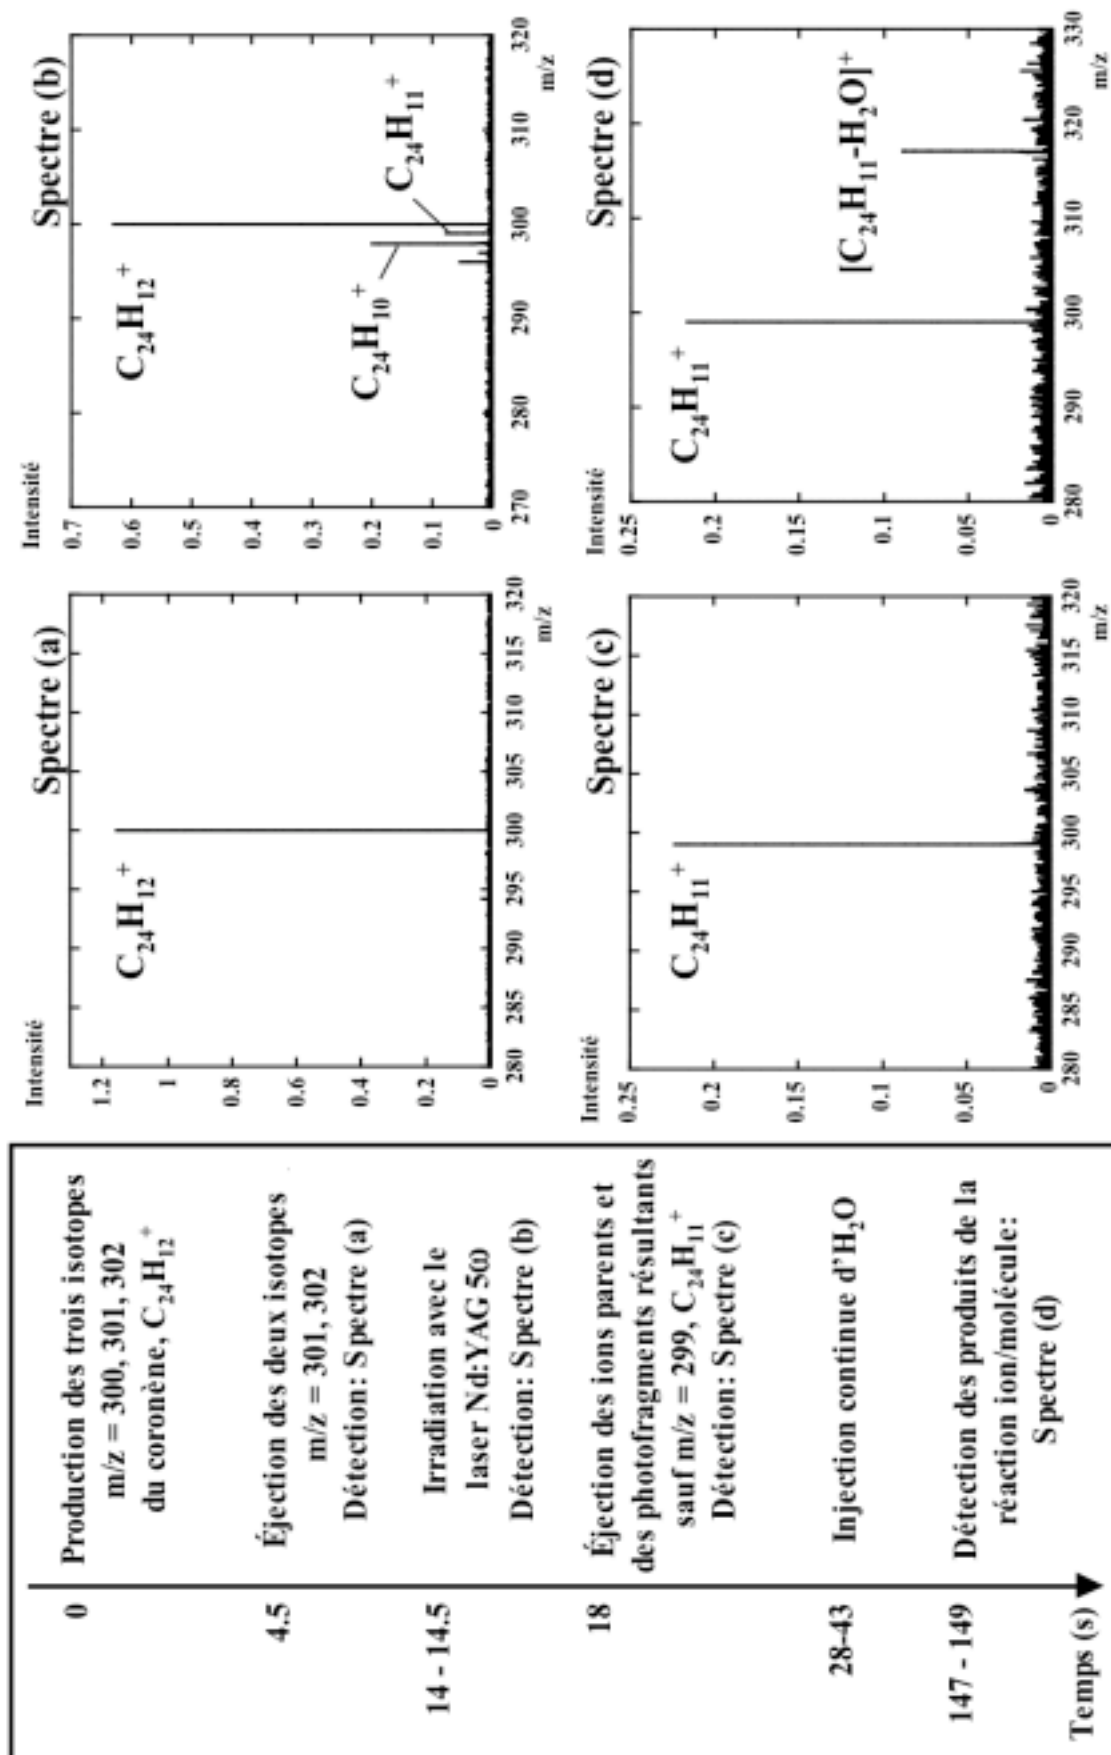 0
Production des trois isotopes
m/z = 300, 301, 302
du coronène, C24H12+
4.5
Éjection des deux isotopes
m/z = 301, 302
Détection: Spectre (a)
14 - 14.5
Irradiation avec le
laser Nd:YAG 5ω
Détection: Spectre (b)
18
Éjection des ions parents et
des photofragments résultants
sauf m/z = 299, C24H11+
Détection: Spectre (c)
28-43
Injection continue d'H2O
147 - 149
Détection des produits de la
réaction ion/molécule:
Spectre (d)
Temps (s)
Spectre (a)
Intensité
C24H12+
1.2
1
0.8
0.6
0.4
0.2
0
280 285 290 295 300 305 310 315 320
m/z
Spectre (b)
Intensité
C24H12+
C24H10+
C24H11+
0.7
0.6
0.5
0.4
0.3
0.2
0.1
0
270 280 290 300 310 320
m/z
Spectre (c)
Intensité
C24H11+
0.25
0.2
0.15
0.1
0.05
0
280 285 290 295 300 305 310 315 320
m/z
Spectre (d)
Intensité
C24H11+
[C24H11-H2O]+
0.25
0.2
0.15
0.1
0.05
0
280 290 300 310 320 330
m/z